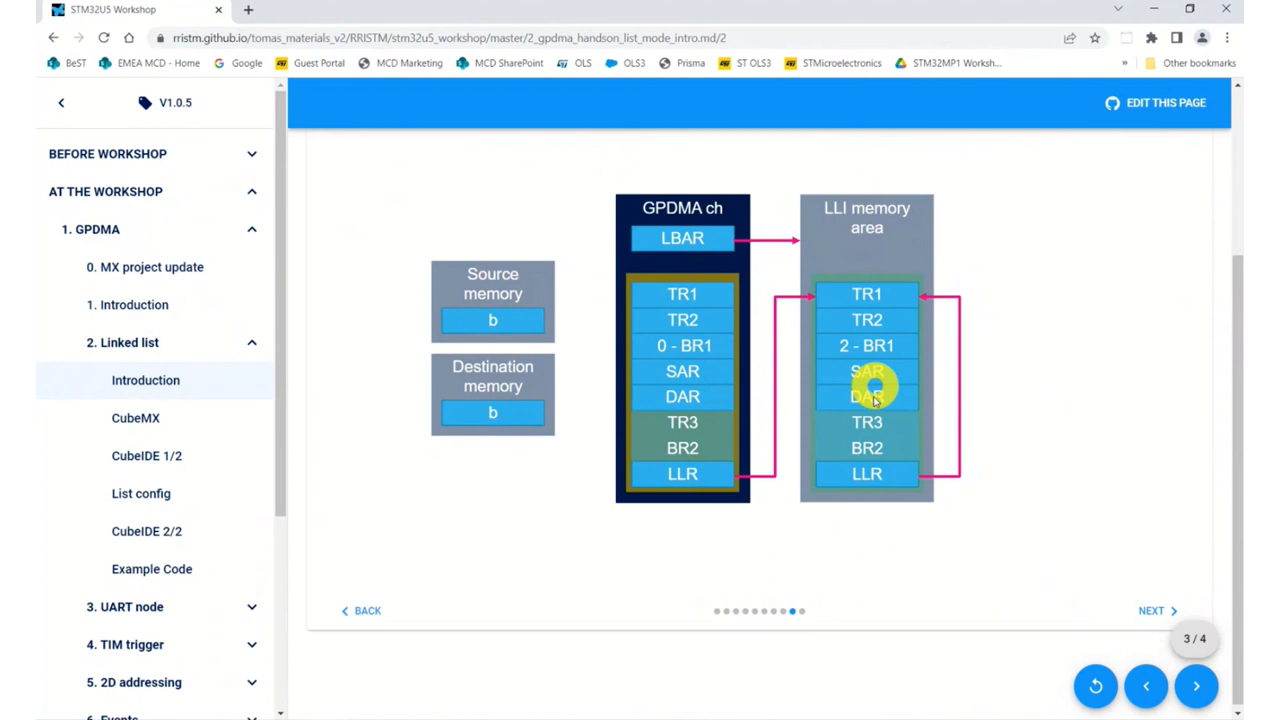 STM32U5 Workshop
rristm.github.io/tomas_materials_v2/RRISTM/stm32u5_workshop/master/2_gpdma_handson_list_mode_intro.md/2
BeST
EMEA MCD - Home
Google
Guest Portal
MCD Marketing
MCD SharePoint
OLS
OLS3
Prisma
ST OLS3
STMicroelectronics
STM32MP1 Worksh...
»
Other bookmarks
V1.0.5
EDIT THIS PAGE
BEFORE WORKSHOP
AT THE WORKSHOP
1. GPDMA
0. MX project update
1. Introduction
2. Linked list
Introduction
CubeMX
CubeIDE 1/2
List config
CubeIDE 2/2
Example Code
3. UART node
4. TIM trigger
5. 2D addressing
6. Events
Source
memory
b
Destination
memory
b
GPDMA ch
LBAR
TR1
TR2
0 - BR1
SAR
DAR
TR3
BR2
LLR
LLI memory
area
TR1
TR2
2 - BR1
SAR
DAR
TR3
BR2
LLR
BACK
NEXT
3 / 4